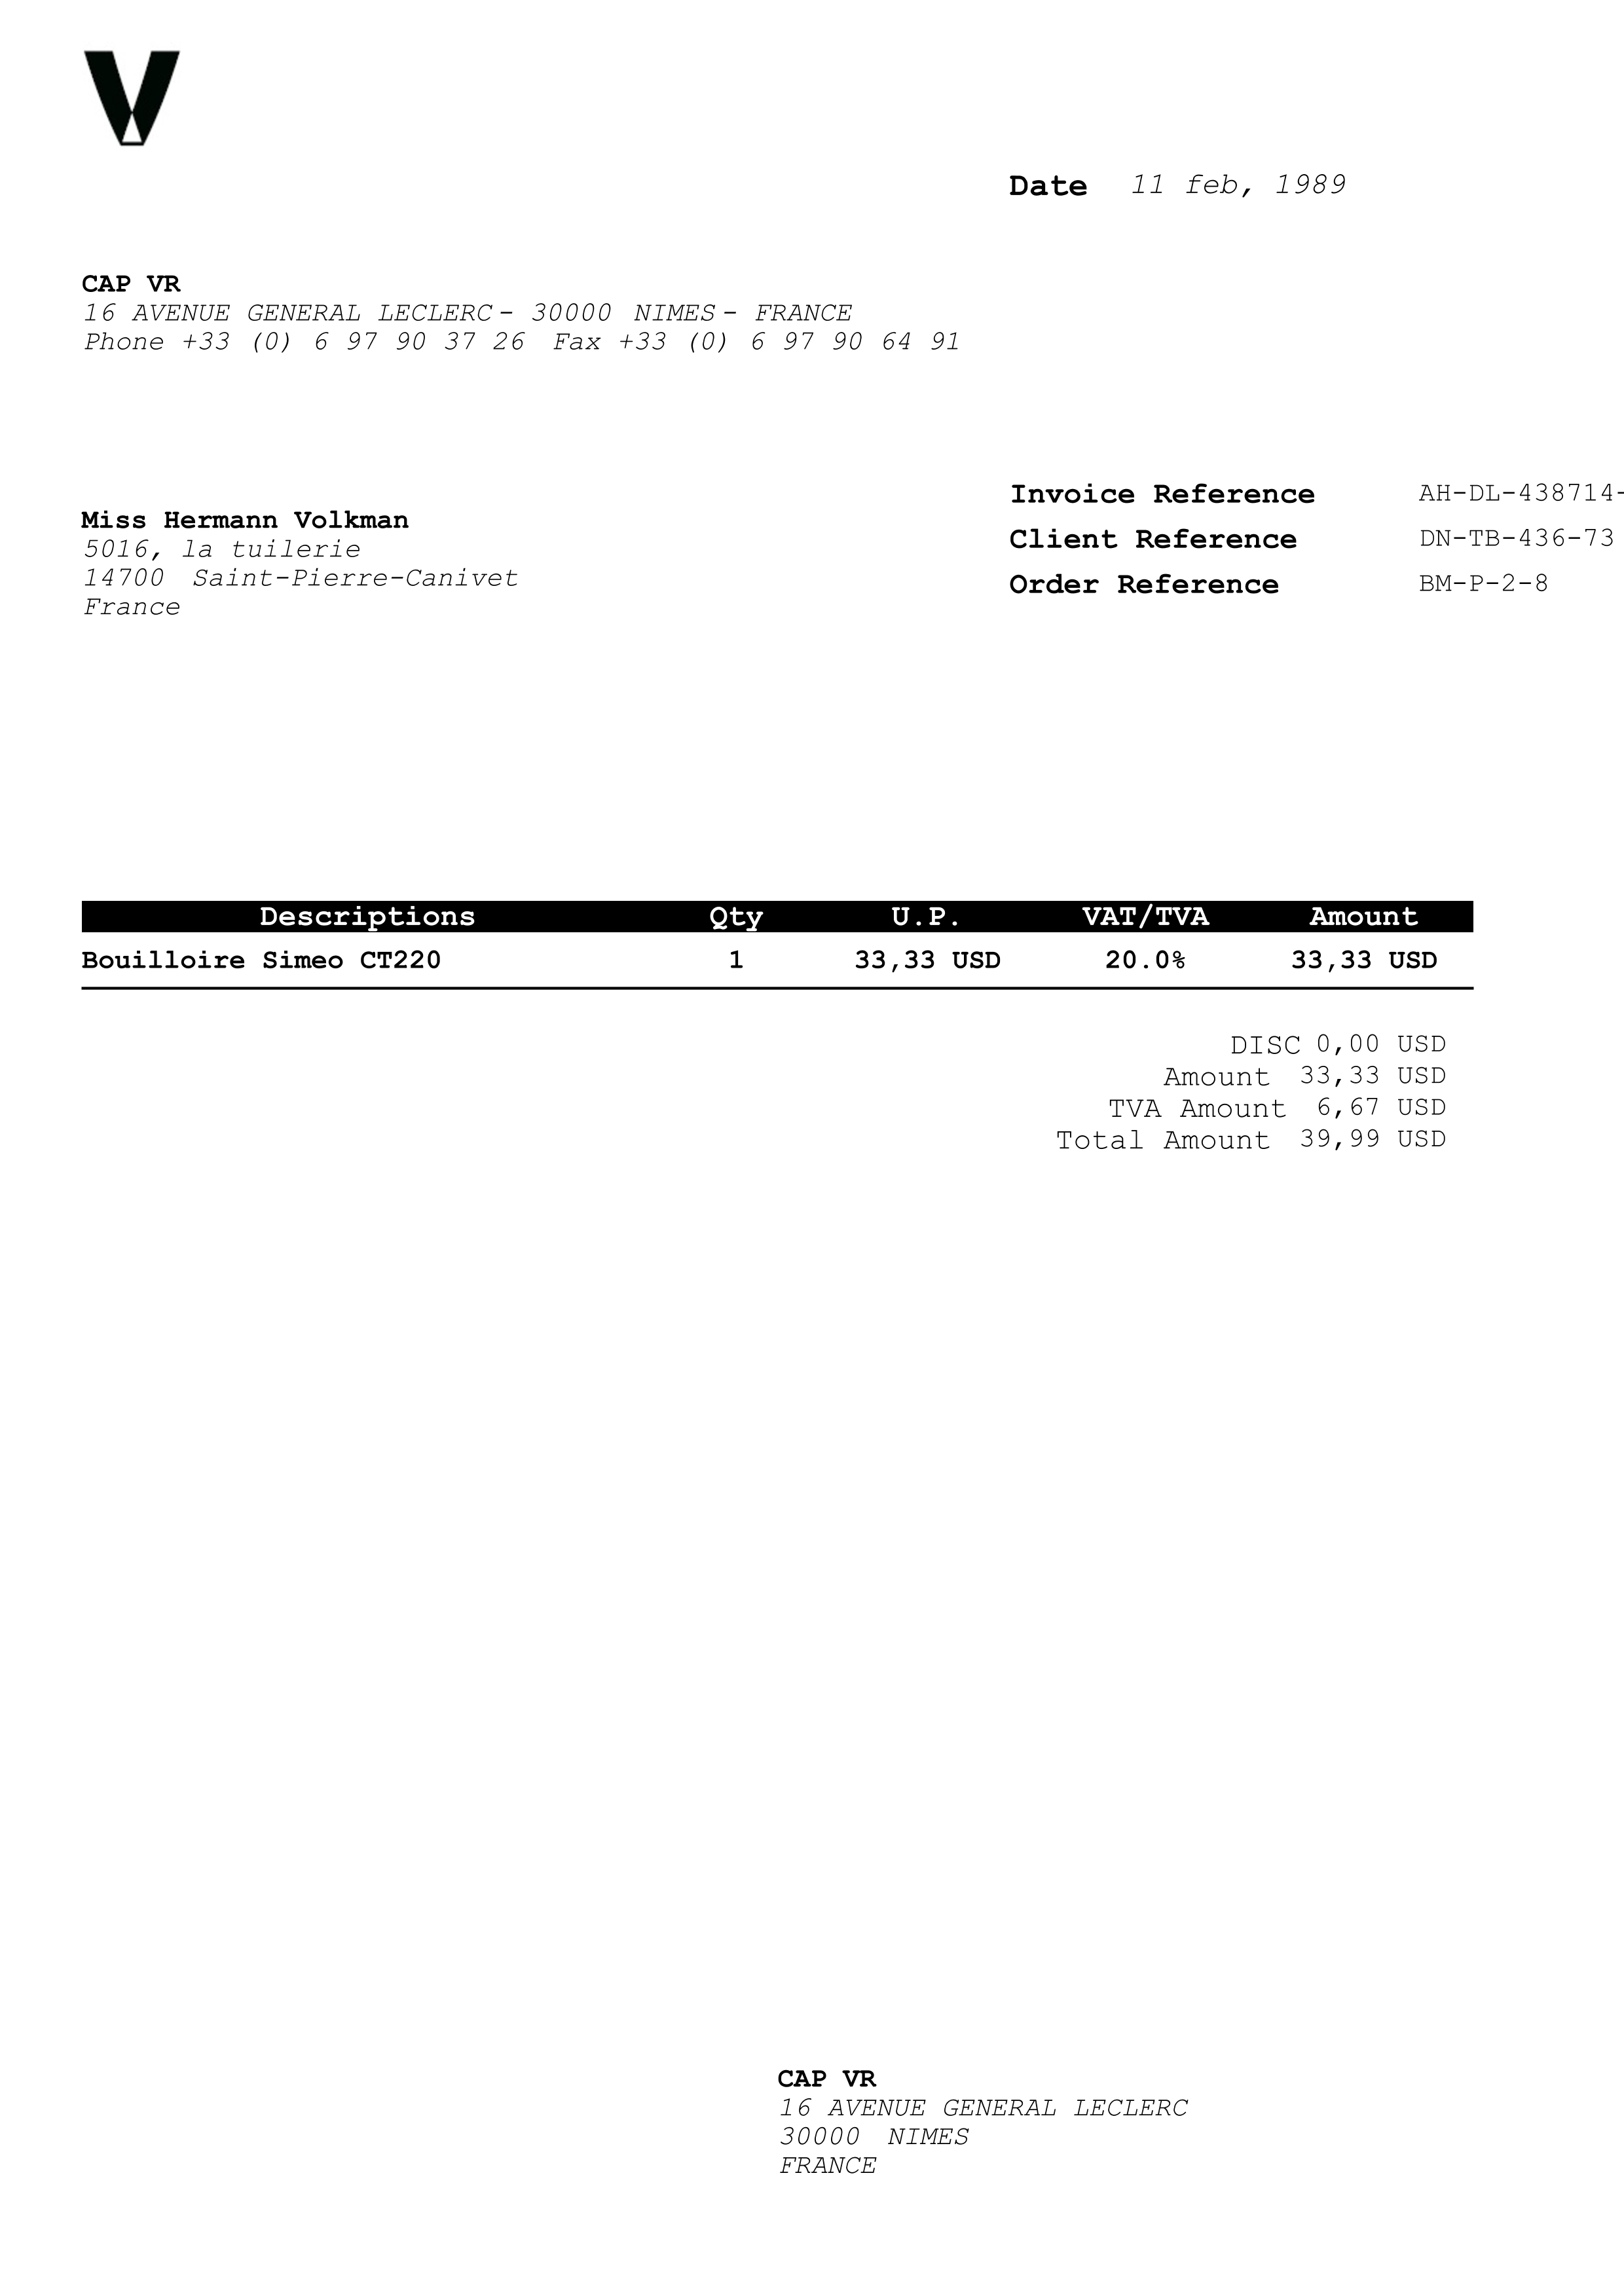 Date 11 feb, 1989
CAP VR
16 AVENUE GENERAL LECLERC - 30000 NIMES - FRANCE
Phone +33 (0) 6 97 90 37 26 Fax +33 (0) 6 97 90 64 91
Invoice Reference AH-DL-438714-
Client Reference DN-TB-436-73
Order Reference BM-P-2-8
Miss Hermann Volkman
5016, la tuilerie
14700 Saint-Pierre-Canivet
France
Descriptions Qty U.P. VAT/TVA Amount
Bouilloire Simeo CT220 1 33,33 USD 20.0% 33,33 USD
DISC 0,00 USD
Amount 33,33 USD
TVA Amount 6,67 USD
Total Amount 39,99 USD
CAP VR
16 AVENUE GENERAL LECLERC
30000 NIMES
FRANCE